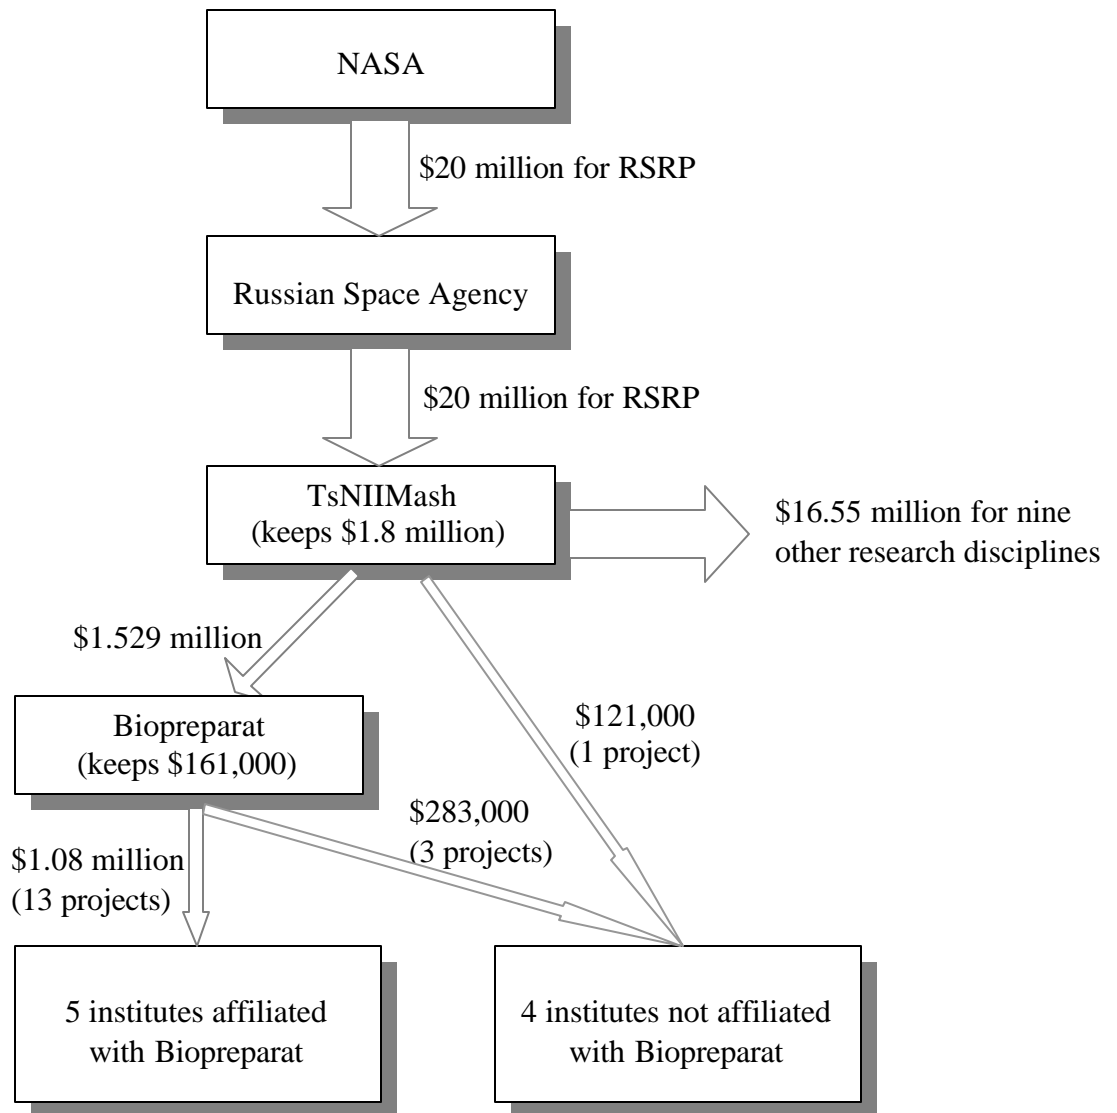 NASA
$20 million for RSRP
Russian Space Agency
$20 million for RSRP
TsNIIMash
(keeps $1.8 million)
$16.55 million for nine
other research disciplines
$1.529 million
Biopreparat
(keeps $161,000)
$121,000
(1 project)
$283,000
(3 projects)
$1.08 million
(13 projects)
5 institutes affiliated
with Biopreparat
4 institutes not affiliated
with Biopreparat